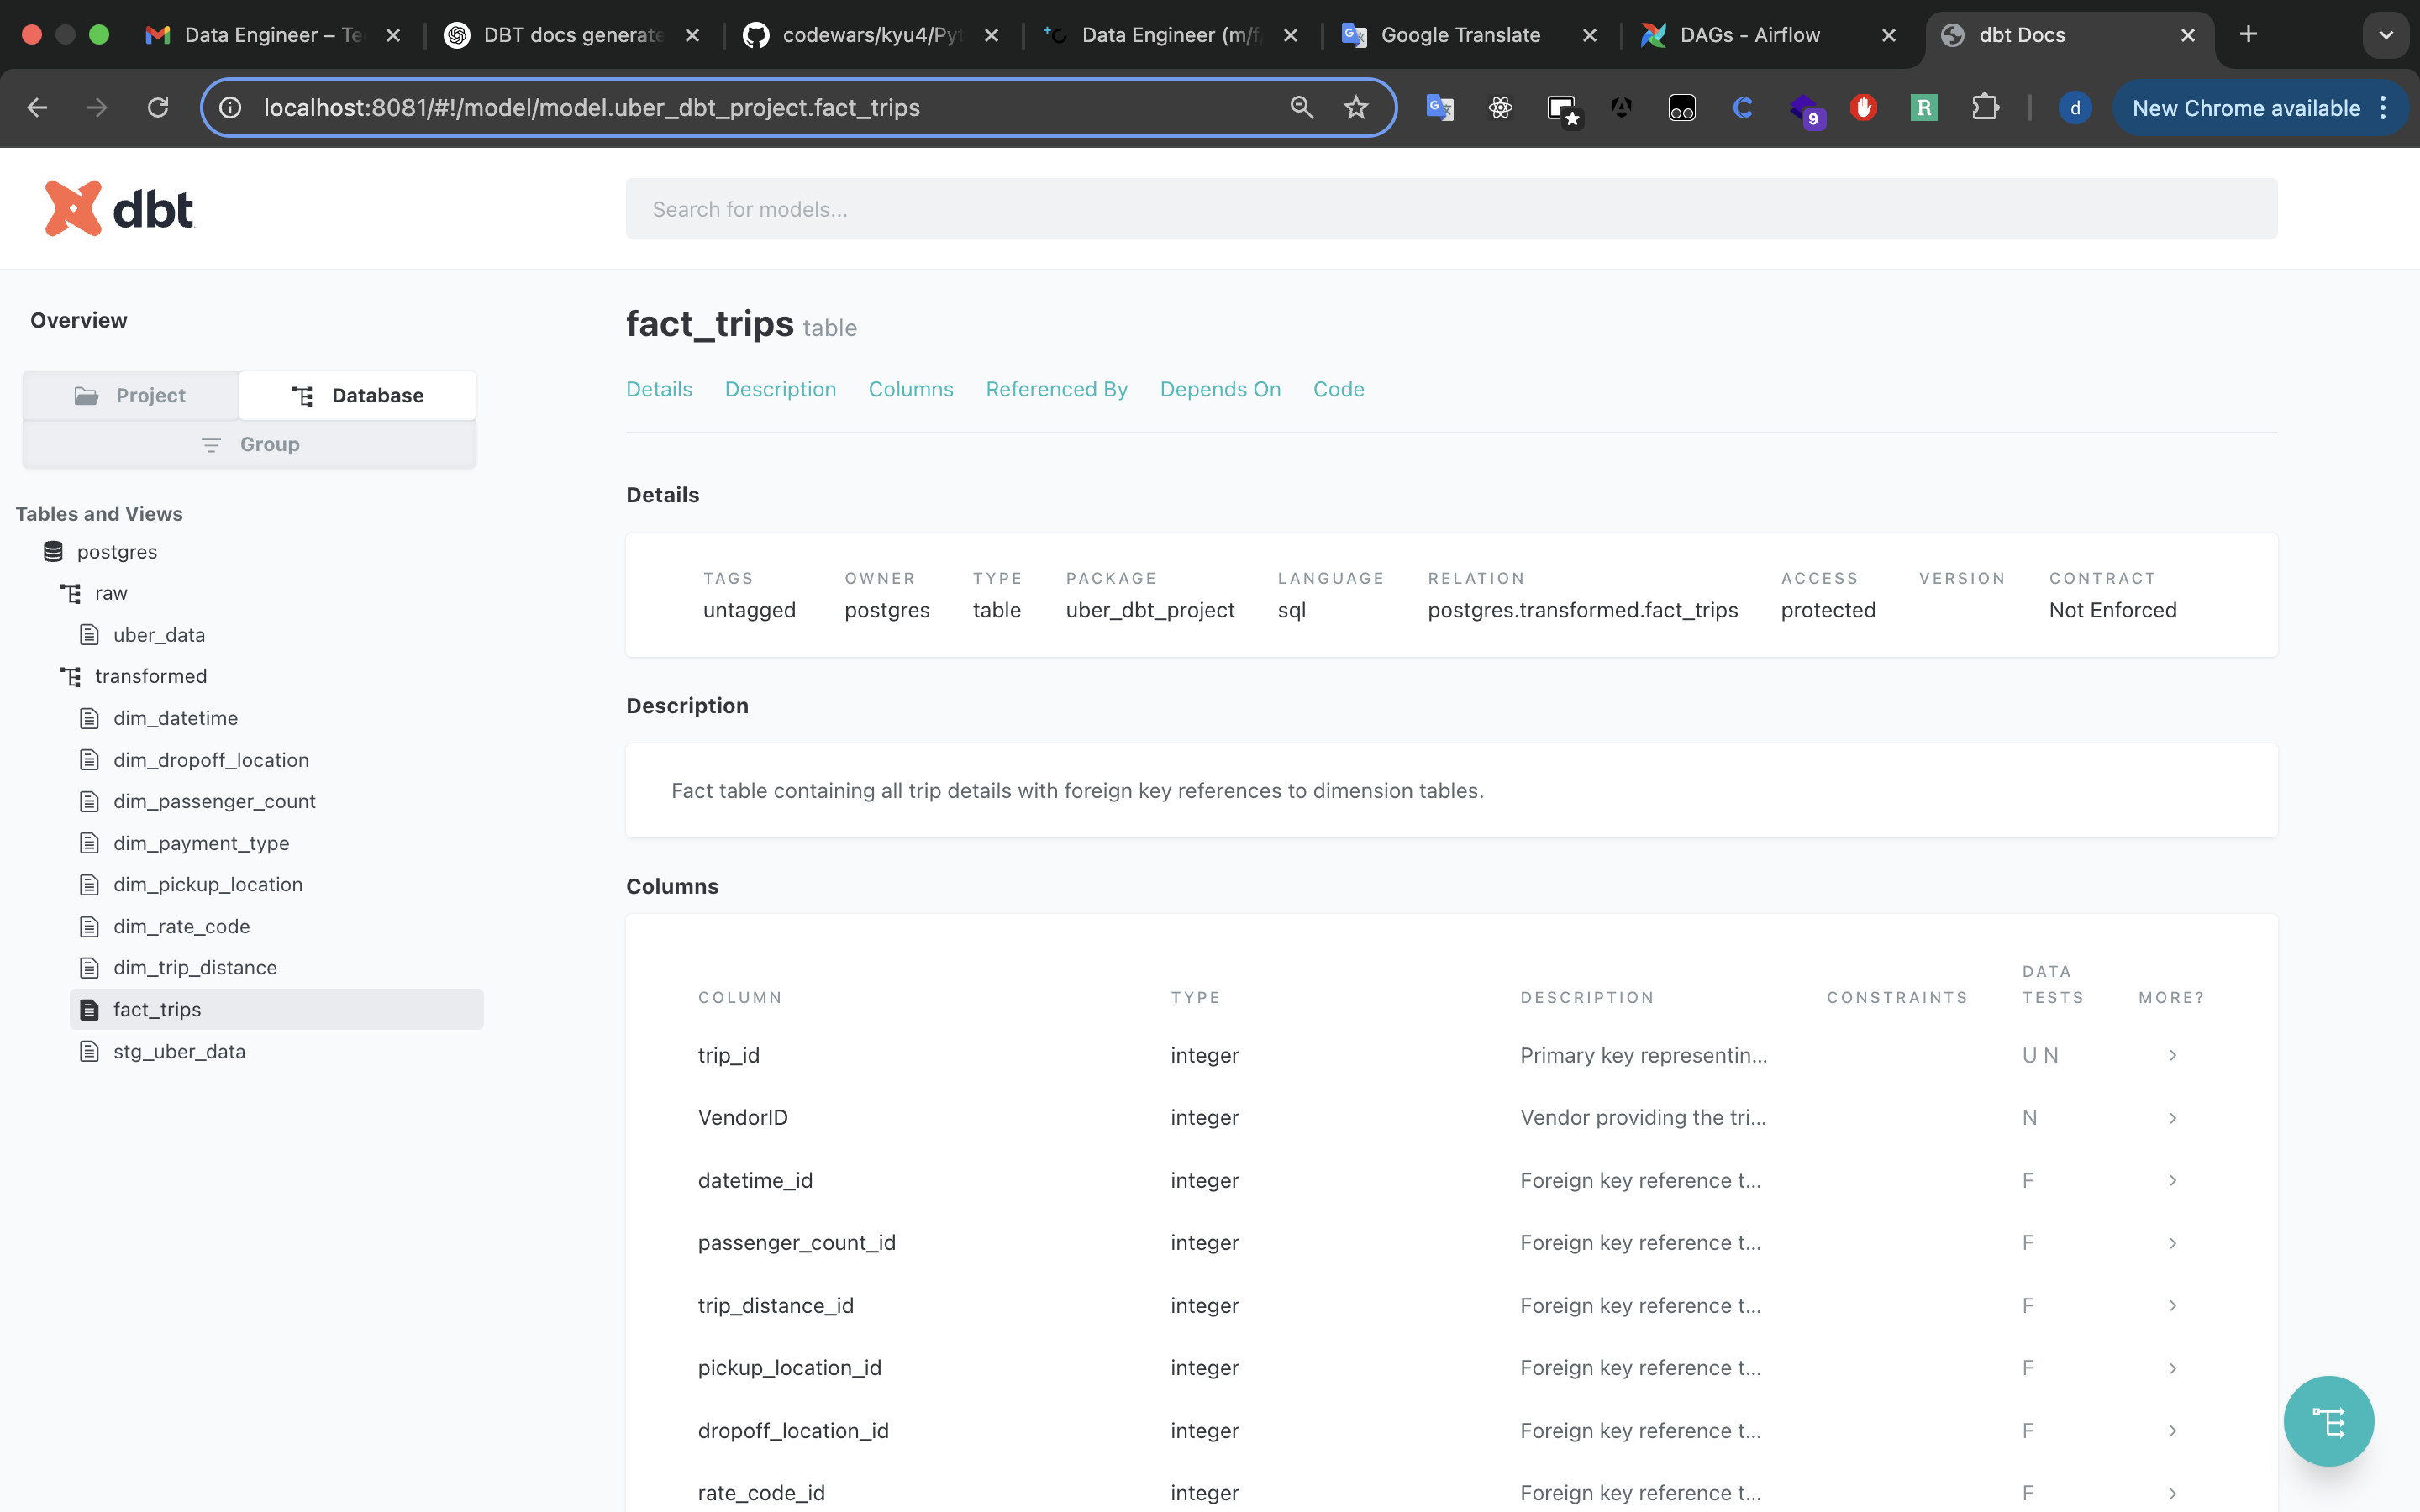 Data Engineer – Te
DBT docs generate
codewars/kyu4/Pyt
Data Engineer (m/f
Google Translate
DAGs - Airflow
dbt Docs
localhost:8081/#!/model/model.uber_dbt_project.fact_trips
9
R
d
New Chrome available
dbt
Search for models...
Overview
Project
Database
Group
Tables and Views
postgres
raw
uber_data
transformed
dim_datetime
dim_dropoff_location
dim_passenger_count
dim_payment_type
dim_pickup_location
dim_rate_code
dim_trip_distance
fact_trips
stg_uber_data
fact_trips table
Details Description Columns Referenced By Depends On Code
Details
TAGS OWNER TYPE PACKAGE LANGUAGE RELATION ACCESS VERSION CONTRACT
untagged postgres table uber_dbt_project sql postgres.transformed.fact_trips protected Not Enforced
Description
Fact table containing all trip details with foreign key references to dimension tables.
Columns
COLUMN TYPE DESCRIPTION CONSTRAINTS DATA TESTS MORE?
trip_id integer Primary key representin... U N
VendorID integer Vendor providing the tri... N
datetime_id integer Foreign key reference t... F
passenger_count_id integer Foreign key reference t... F
trip_distance_id integer Foreign key reference t... F
pickup_location_id integer Foreign key reference t... F
dropoff_location_id integer Foreign key reference t... F
rate_code_id integer Foreign key reference t... F